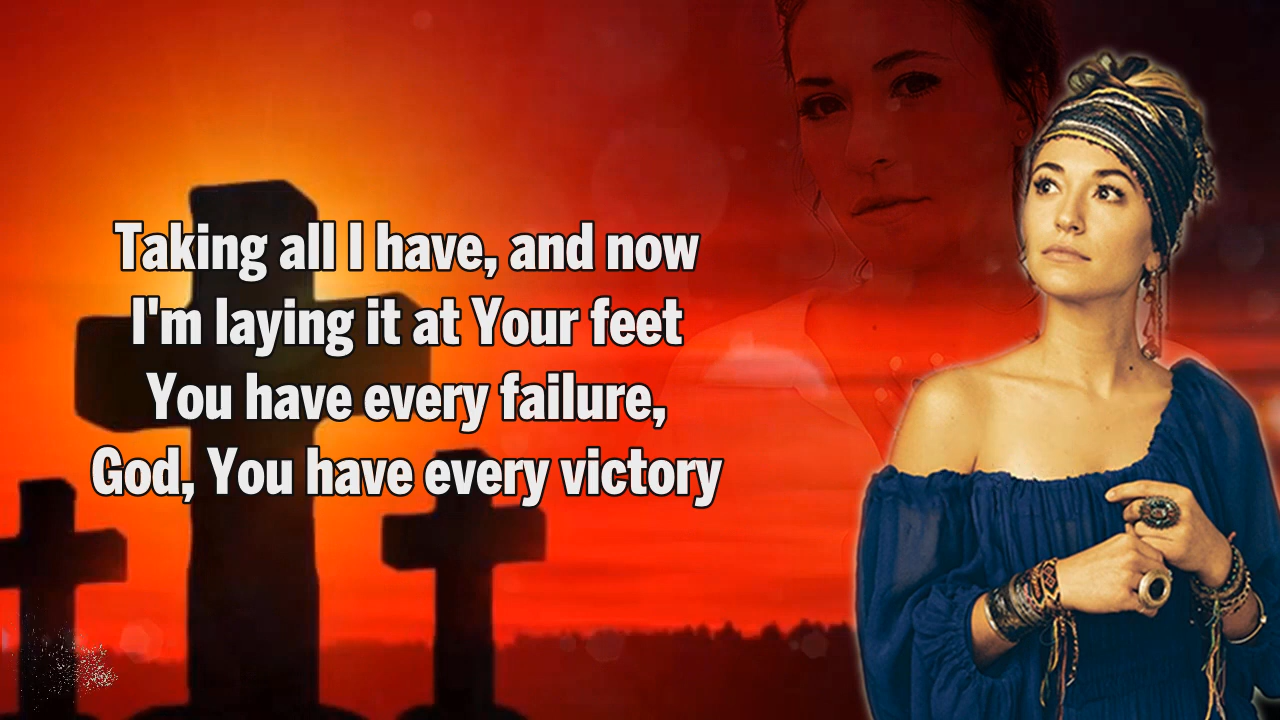 Taking all I have, and now
I'm laying it at Your feet
You have every failure,
God, You have every victory